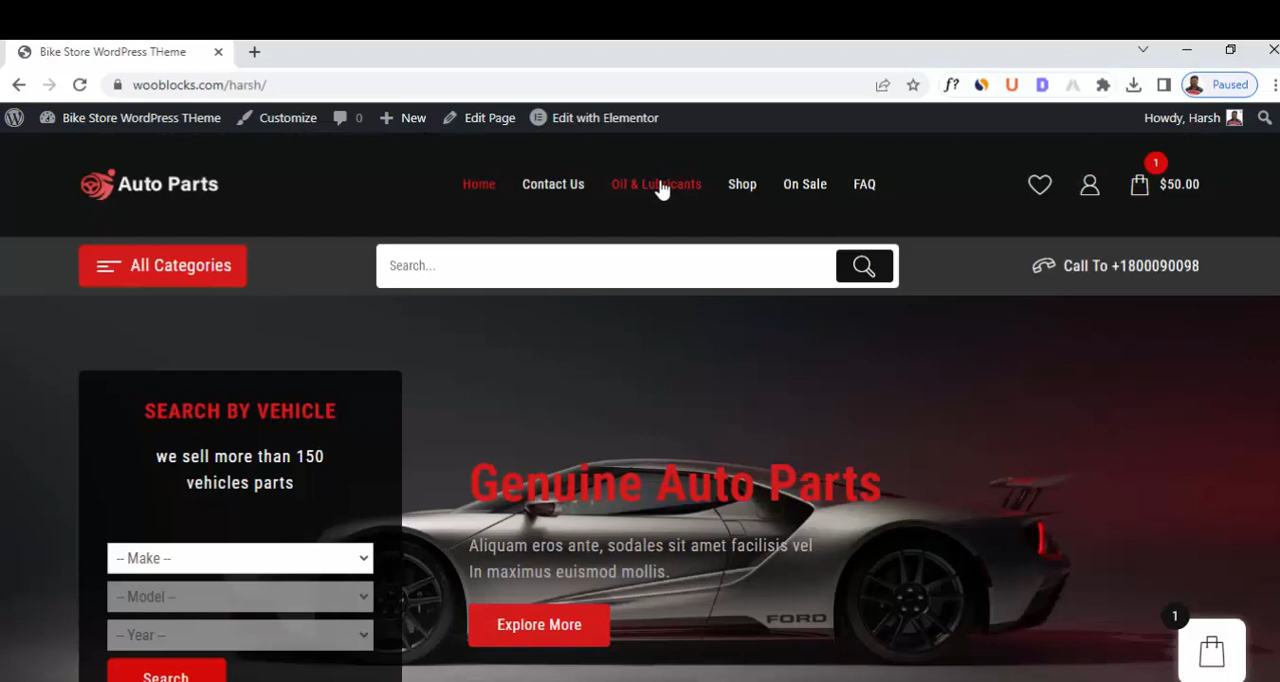 Bike Store WordPress THeme
wooblocks.com/harsh/
f?
U
D
Paused
Bike Store WordPress THeme
Customize
0
New
Edit Page
Edit with Elementor
Howdy, Harsh
Auto Parts
Home
Contact Us
Oil & Lubricants
Shop
On Sale
FAQ
1
$50.00
All Categories
Search...
Call To +1800090098
SEARCH BY VEHICLE
we sell more than 150
vehicles parts
-- Make --
-- Model --
-- Year --
Search
Genuine Auto Parts
Aliquam eros ante, sodales sit amet facilisis vel
In maximus euismod mollis.
Explore More
FORD
1